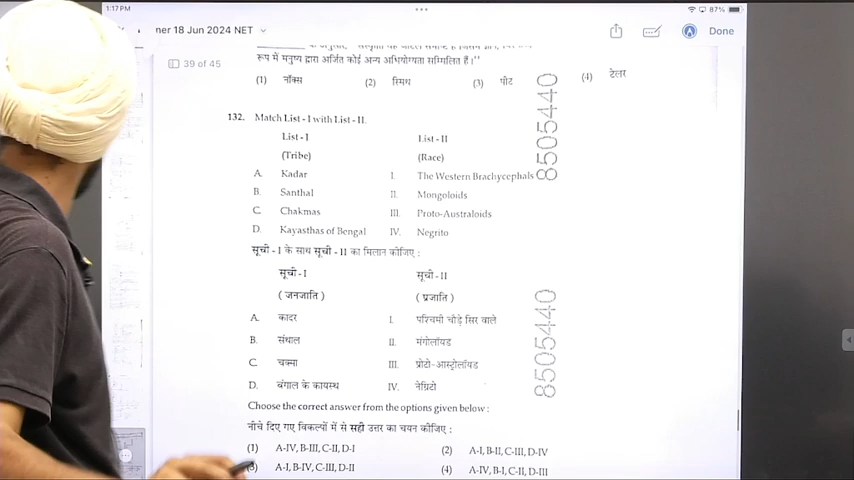 1:17 PM
87%
ner 18 Jun 2024 NET
Done
39 of 45
रूप में मनुष्य द्वारा अर्जित कोई अन्य अभियोग्यता सम्मिलित हैं।"
(1) नॉक्स (2) स्मिथ (3) पीट (4) टेलर
132. Match List - I with List - II.
List - I List - II
(Tribe) (Race)
A. Kadar I. The Western Brachycephals
B. Santhal II. Mongoloids
C. Chakmas III. Proto-Australoids
D. Kayasthas of Bengal IV. Negrito
सूची - I के साथ सूची - II का मिलान कीजिए :
सूची-I सूची-II
( जनजाति ) ( प्रजाति )
A. कादर I. पश्चिमी चौड़े सिर वाले
B. संथाल II. मंगोलॉयड
C. चक्मा III. प्रोटो-आस्ट्रोलॉयड
D. बंगाल के कायस्थ IV. नेग्रिटो
Choose the correct answer from the options given below :
नीचे दिए गए विकल्पों में से सही उत्तर का चयन कीजिए :
(1) A-IV, B-III, C-II, D-I (2) A-I, B-II, C-III, D-IV
(3) A-I, B-IV, C-III, D-II (4) A-IV, B-I, C-II, D-III
8505440
8505440